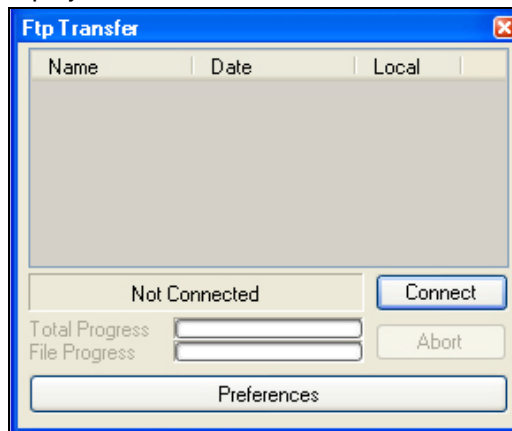 Ftp Transfer
Name Date Local
Not Connected
Connect
Total Progress
File Progress
Abort
Preferences